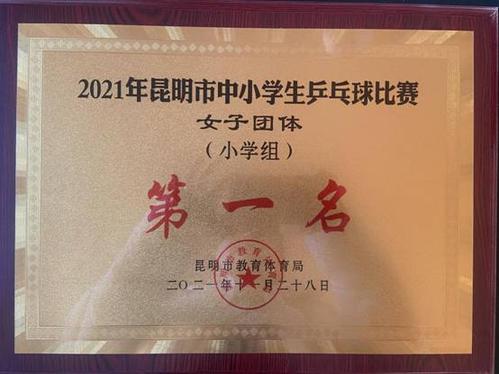 2021年昆明市中小学生乒乓球比赛
女子团体
（小学组）
第一名
昆明市教育体育局
二〇二一年十一月二十八日